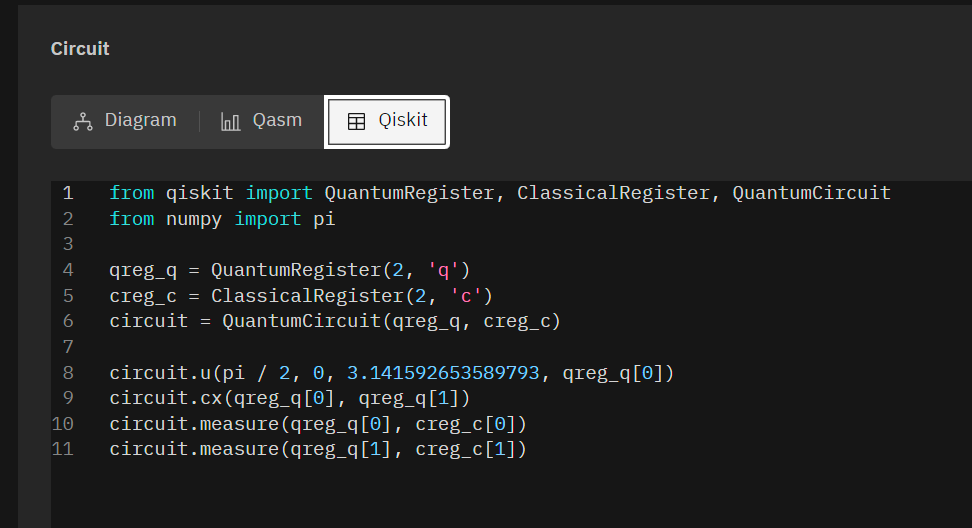 Circuit
Diagram Qasm Qiskit
1 from qiskit import QuantumRegister, ClassicalRegister, QuantumCircuit
2 from numpy import pi
3
4 qreg_q = QuantumRegister(2, 'q')
5 creg_c = ClassicalRegister(2, 'c')
6 circuit = QuantumCircuit(qreg_q, creg_c)
7
8 circuit.u(pi / 2, 0, 3.141592653589793, qreg_q[0])
9 circuit.cx(qreg_q[0], qreg_q[1])
10 circuit.measure(qreg_q[0], creg_c[0])
11 circuit.measure(qreg_q[1], creg_c[1])